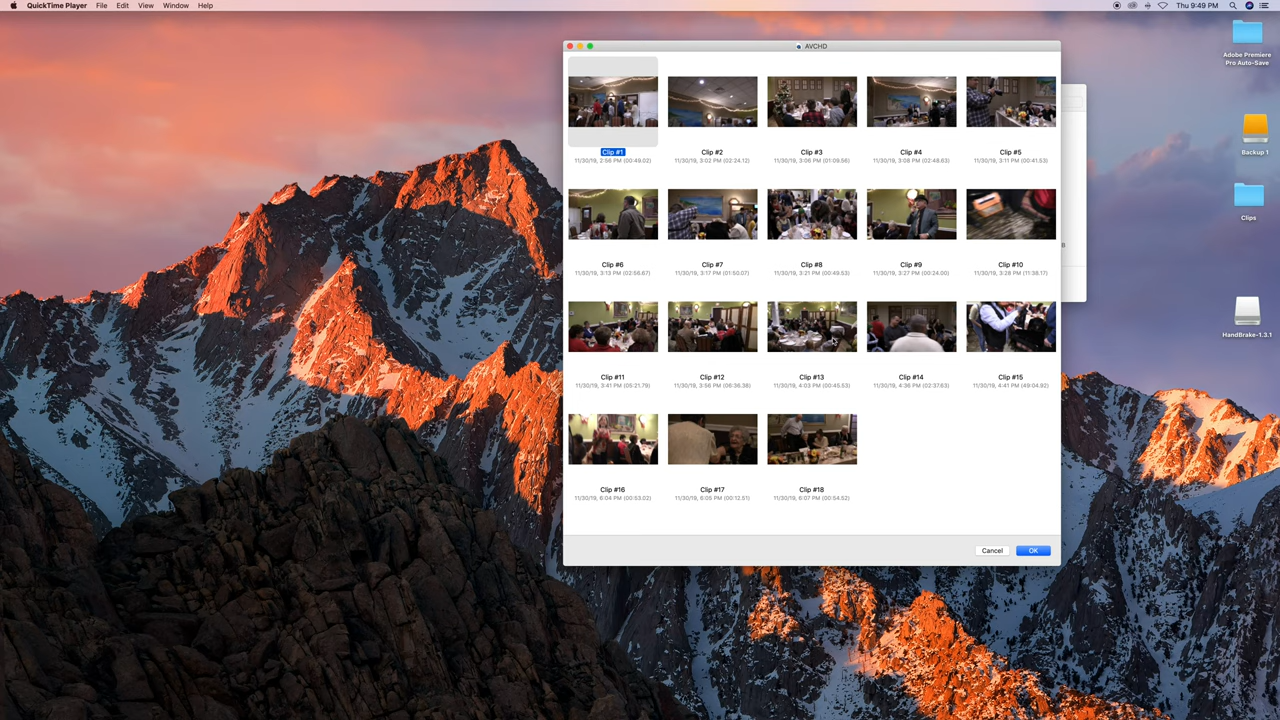 QuickTime Player File Edit View Window Help
Thu 9:49 PM
AVCHD
Adobe Premiere
Pro Auto-Save
Clip #1 Clip #2 Clip #3 Clip #4 Clip #5
11/30/19, 2:56 PM (00:49.02) 11/30/19, 3:02 PM (02:24.12) 11/30/19, 3:06 PM (01:09.56) 11/30/19, 3:08 PM (02:48.63) 11/30/19, 3:11 PM (00:41.53)
Backup 1
Clips
Clip #6 Clip #7 Clip #8 Clip #9 Clip #10
11/30/19, 3:13 PM (02:56.67) 11/30/19, 3:17 PM (01:50.07) 11/30/19, 3:21 PM (00:49.53) 11/30/19, 3:27 PM (00:24.00) 11/30/19, 3:28 PM (11:38.17)
HandBrake-1.3.1
Clip #11 Clip #12 Clip #13 Clip #14 Clip #15
11/30/19, 3:41 PM (05:21.79) 11/30/19, 3:56 PM (06:36.38) 11/30/19, 4:03 PM (00:45.53) 11/30/19, 4:36 PM (02:37.63) 11/30/19, 4:41 PM (49:04.92)
Clip #16 Clip #17 Clip #18
11/30/19, 6:04 PM (00:53.02) 11/30/19, 6:05 PM (00:12.51) 11/30/19, 6:07 PM (00:54.52)
Cancel OK